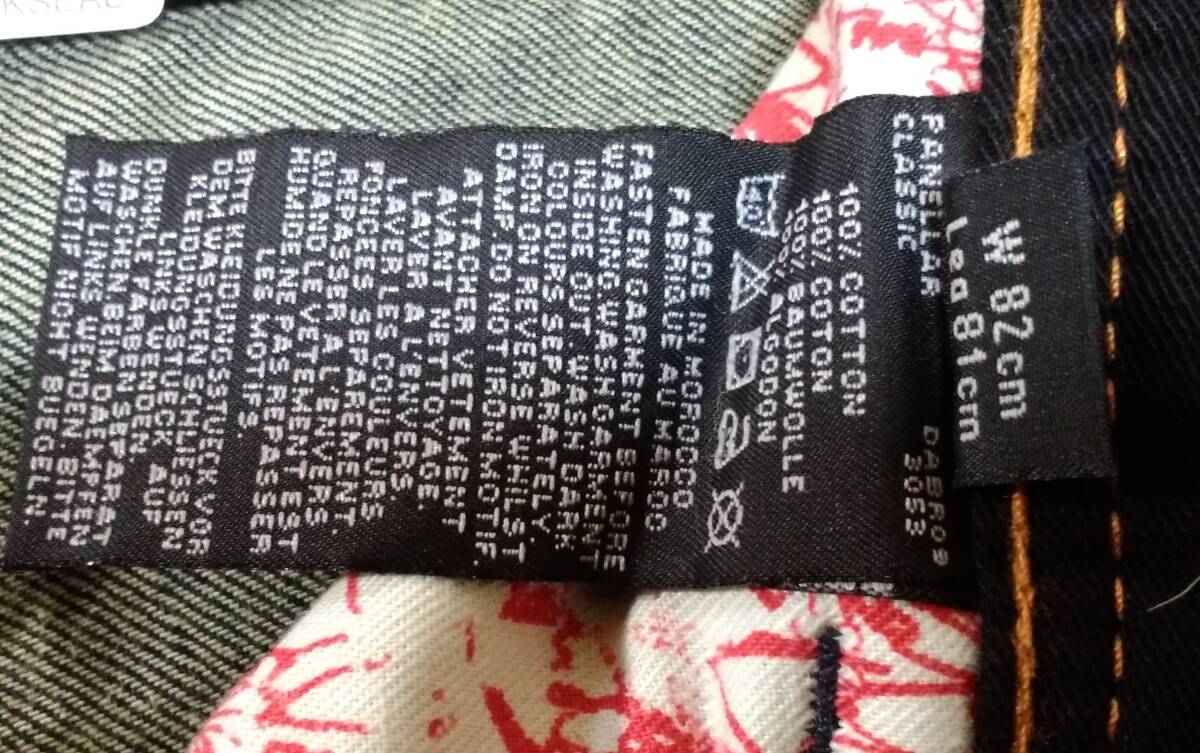 W 82cm
Leg 81cm
FANELLAR
CLASSIC
DABR09
3053
100% COTTON
100% COTON
100% BAUMWOLLE
100% ALGODON
40
MADE IN MOROCCO
FABRIQUE AU MAROC
FASTEN GARMENT BEFORE
WASHING. WASH GARMENT
INSIDE OUT. WASH DARK
COLOURS SEPARATELY.
IRON ON REVERSE WHILST
DAMP. DO NOT IRON MOTIF.
ATTACHER VETEMENT
AVANT NETTOYAGE.
LAVER A L'ENVERS.
LAVER LES COULEURS
FONCEES SEPAREMENT.
REPASSER A L'ENVERS
QUAND LE VETEMENT EST
HUMIDE. NE PAS REPASSER
LE MOTIFS.
BITTE KLEIDUNGSSTUECK VOR
DEM WASCHEN SCHLIESSEN
KLEIDUNGSSTUECK AUF
LINKS WENDEN.
DUNKLE FARBEN SEPARAT
WASCHEN. BEIM DAEMPFEN
AUF LINKS WENDEN BITTE
MOTIF NICHT BUEGELN.